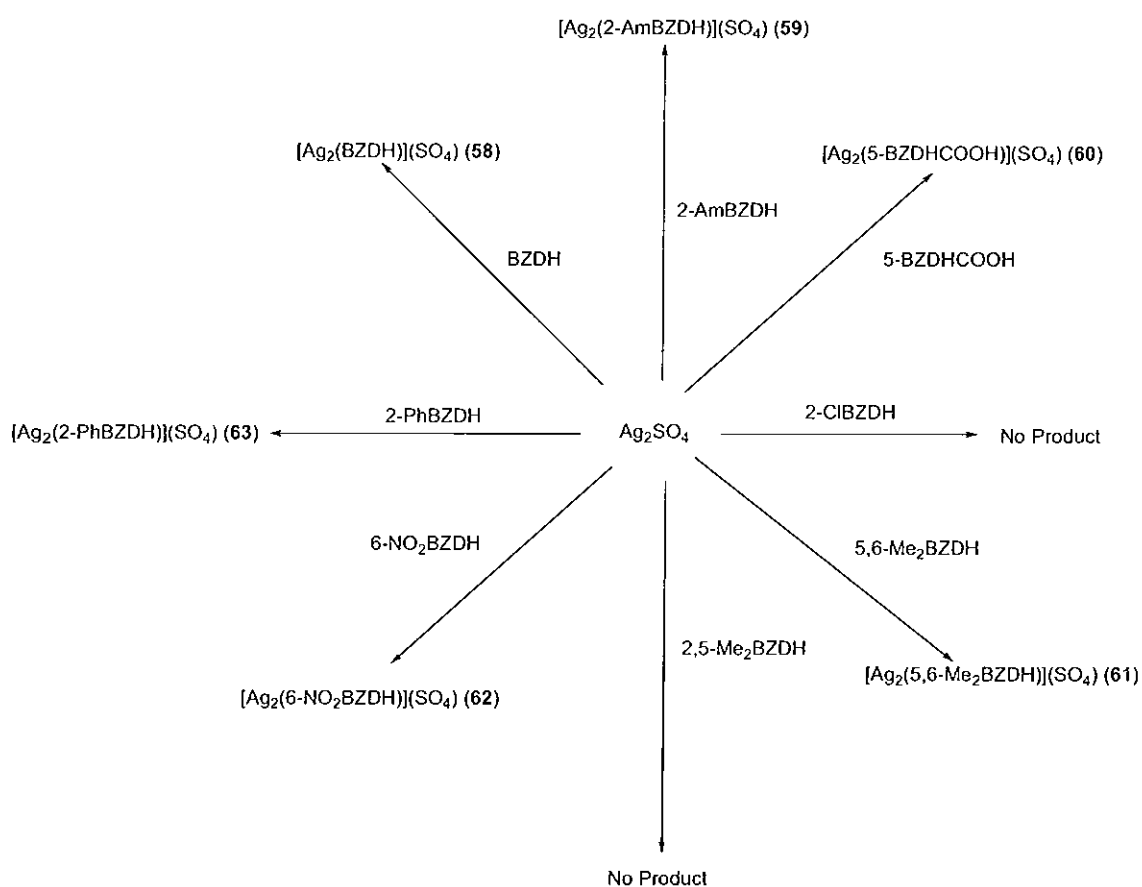 [Ag₂(2-AmBZDH)](SO₄) (59)
[Ag₂(BZDH)](SO₄) (58)
[Ag₂(5-BZDHCOOH)](SO₄) (60)
2-AmBZDH
BZDH
5-BZDHCOOH
2-PhBZDH
2-ClBZDH
[Ag₂(2-PhBZDH)](SO₄) (63)
Ag₂SO₄
No Product
6-NO₂BZDH
5,6-Me₂BZDH
2,5-Me₂BZDH
[Ag₂(6-NO₂BZDH)](SO₄) (62)
[Ag₂(5,6-Me₂BZDH)](SO₄) (61)
No Product